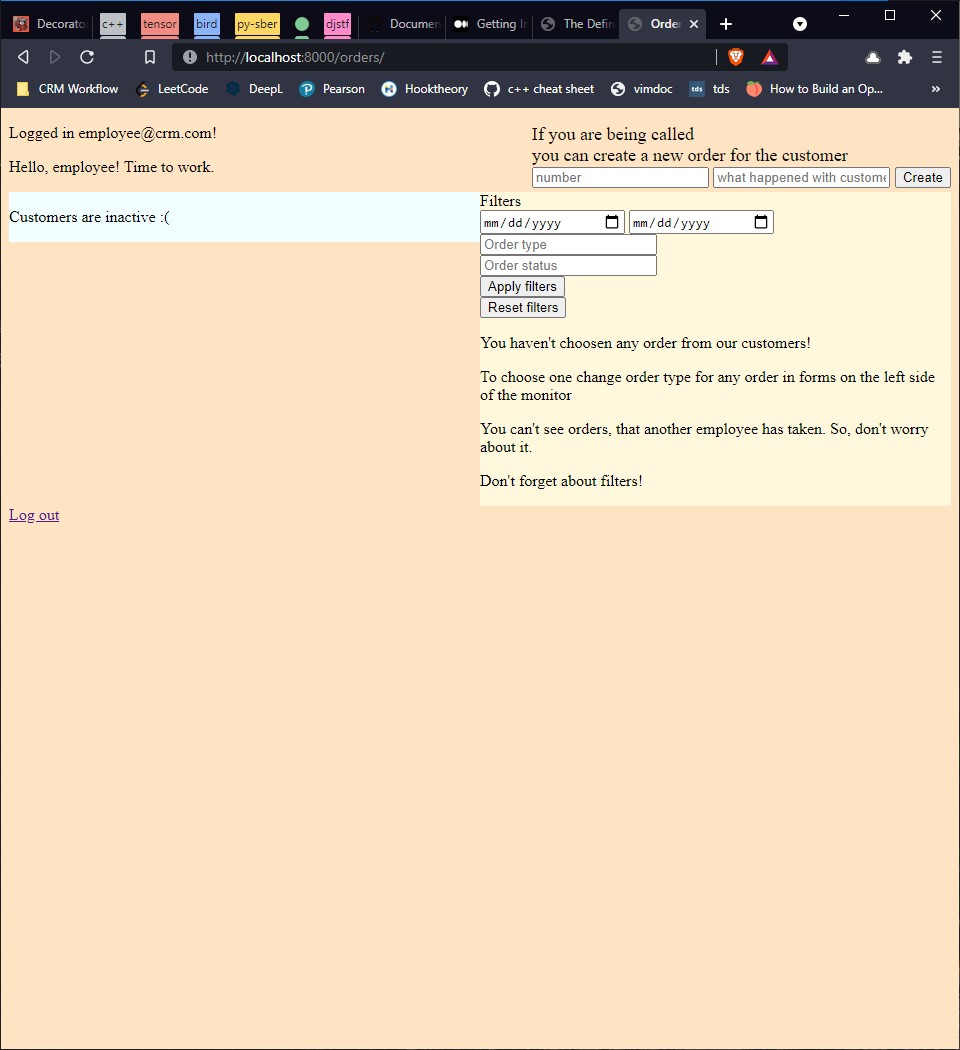 Decorato
c++
tensor
bird
py-sber
djstf
Documen
Getting In
The Defin
Order
http://localhost:8000/orders/
CRM Workflow
LeetCode
DeepL
Pearson
Hooktheory
c++ cheat sheet
vimdoc
tds tds
How to Build an Op...
»
Logged in employee@crm.com!
Hello, employee! Time to work.
If you are being called
you can create a new order for the customer
number what happened with custome Create
Customers are inactive :(
Filters
mm/dd/yyyy mm/dd/yyyy
Order type
Order status
Apply filters
Reset filters
You haven't choosen any order from our customers!
To choose one change order type for any order in forms on the left side
of the monitor
You can't see orders, that another employee has taken. So, don't worry
about it.
Don't forget about filters!
Log out